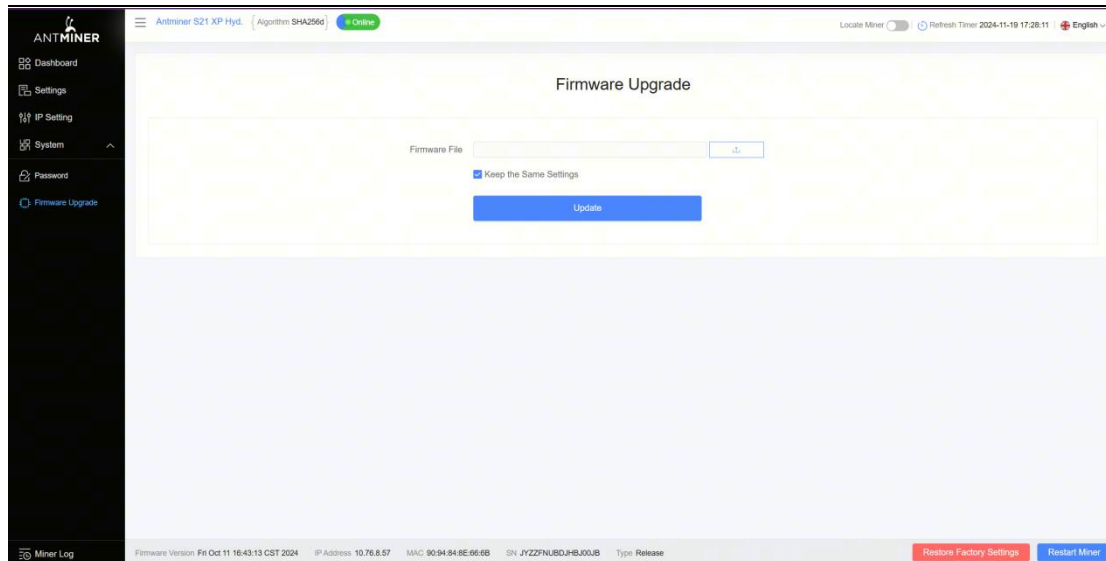 ANTMINER
Antminer S21 XP Hyd. { Algorithm SHA256d } Online
Locate Miner Refresh Timer 2024-11-19 17:28:11 English
Dashboard
Settings
IP Setting
System
Password
Firmware Upgrade
Firmware Upgrade
Firmware File
Keep the Same Settings
Update
Miner Log
Firmware Version Fri Oct 11 16:43:13 CST 2024 IP Address 10.76.8.57 MAC 90:94:84:8E:66:6B SN JYZZFNUBDJHBJ00JB Type Release
Restore Factory Settings Restart Miner